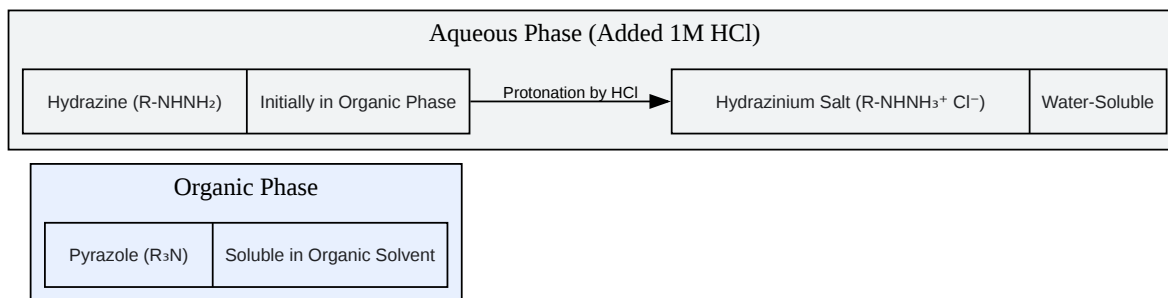 Aqueous Phase (Added 1M HCl)
Hydrazine (R-NHNH₂)
Initially in Organic Phase
Protonation by HCl
Hydrazinium Salt (R-NHNH₃⁺ Cl⁻)
Water-Soluble
Organic Phase
Pyrazole (R₃N)
Soluble in Organic Solvent